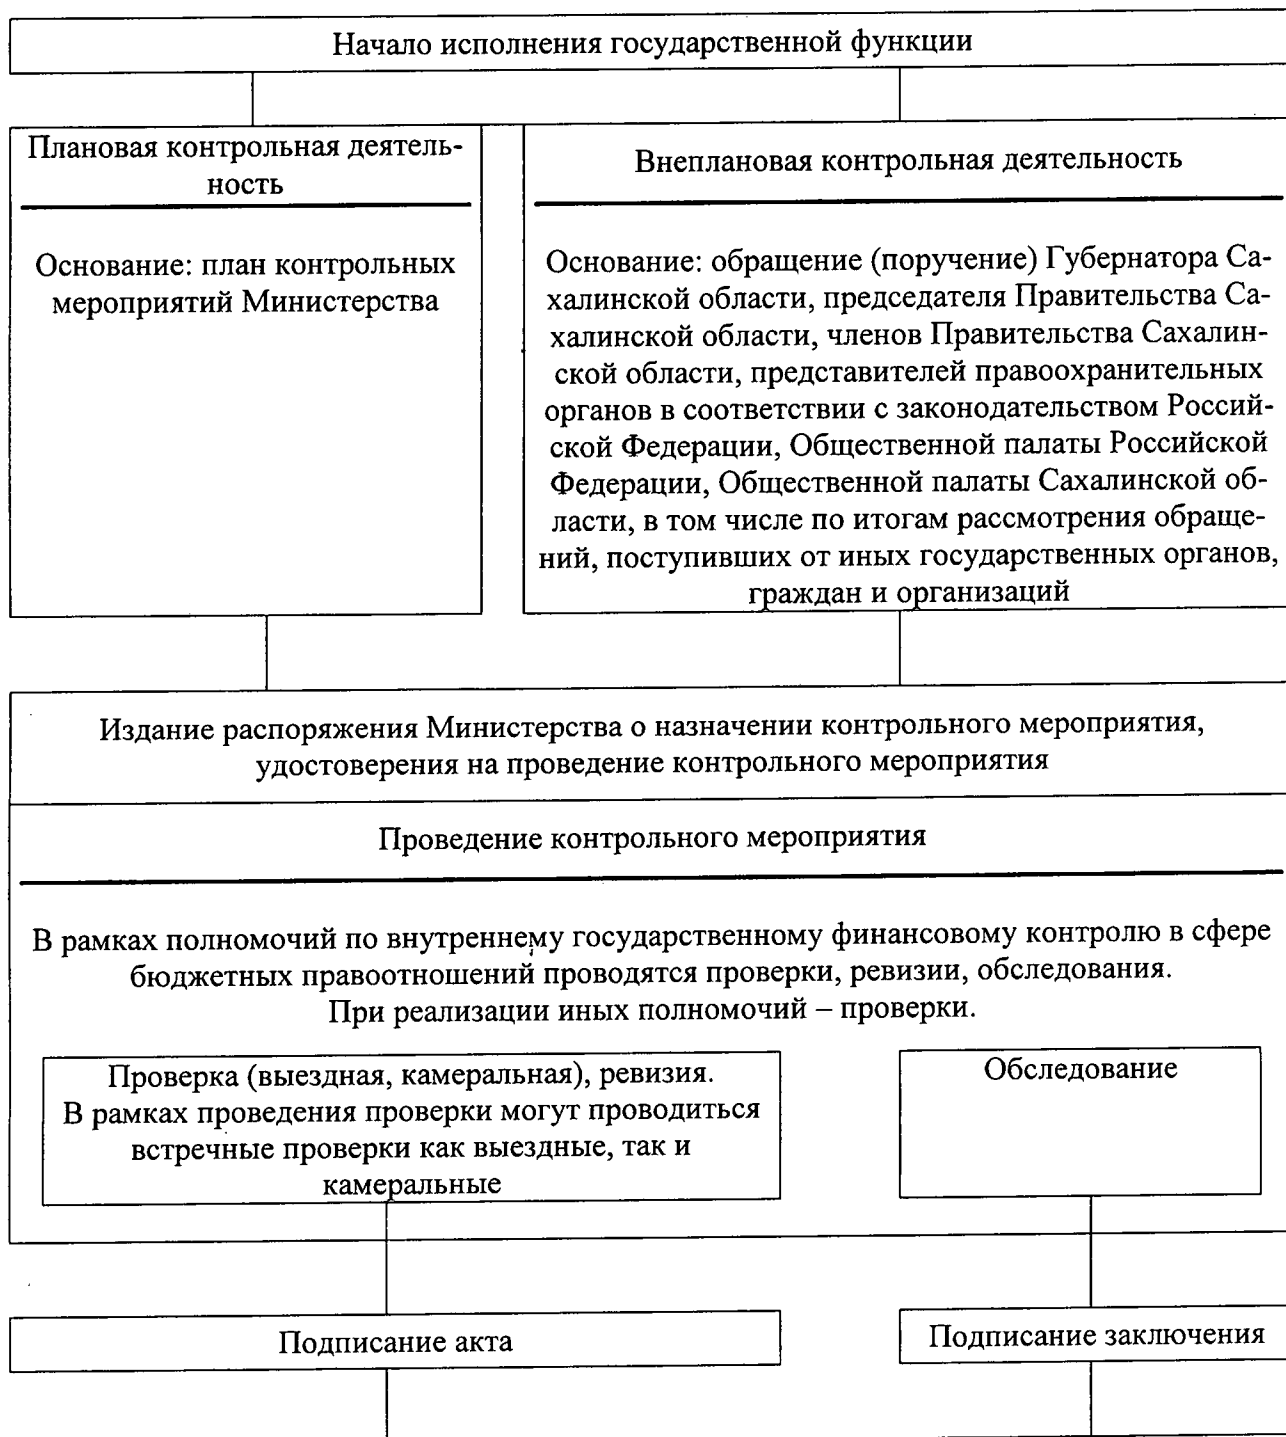 Начало исполнения государственной функции
Плановая контрольная деятель-
ность
Основание: план контрольных
мероприятий Министерства
Внеплановая контрольная деятельность
Основание: обращение (поручение) Губернатора Са-
халинской области, председателя Правительства Са-
халинской области, членов Правительства Сахалин-
ской области, представителей правоохранительных
органов в соответствии с законодательством Россий-
ской Федерации, Общественной палаты Российской
Федерации, Общественной палаты Сахалинской об-
ласти, в том числе по итогам рассмотрения обраще-
ний, поступивших от иных государственных органов,
граждан и организаций
Издание распоряжения Министерства о назначении контрольного мероприятия,
удостоверения на проведение контрольного мероприятия
Проведение контрольного мероприятия
В рамках полномочий по внутреннему государственному финансовому контролю в сфере
бюджетных правоотношений проводятся проверки, ревизии, обследования.
При реализации иных полномочий – проверки.
Проверка (выездная, камеральная), ревизия.
В рамках проведения проверки могут проводиться
встречные проверки как выездные, так и
камеральные
Обследование
Подписание акта
Подписание заключения